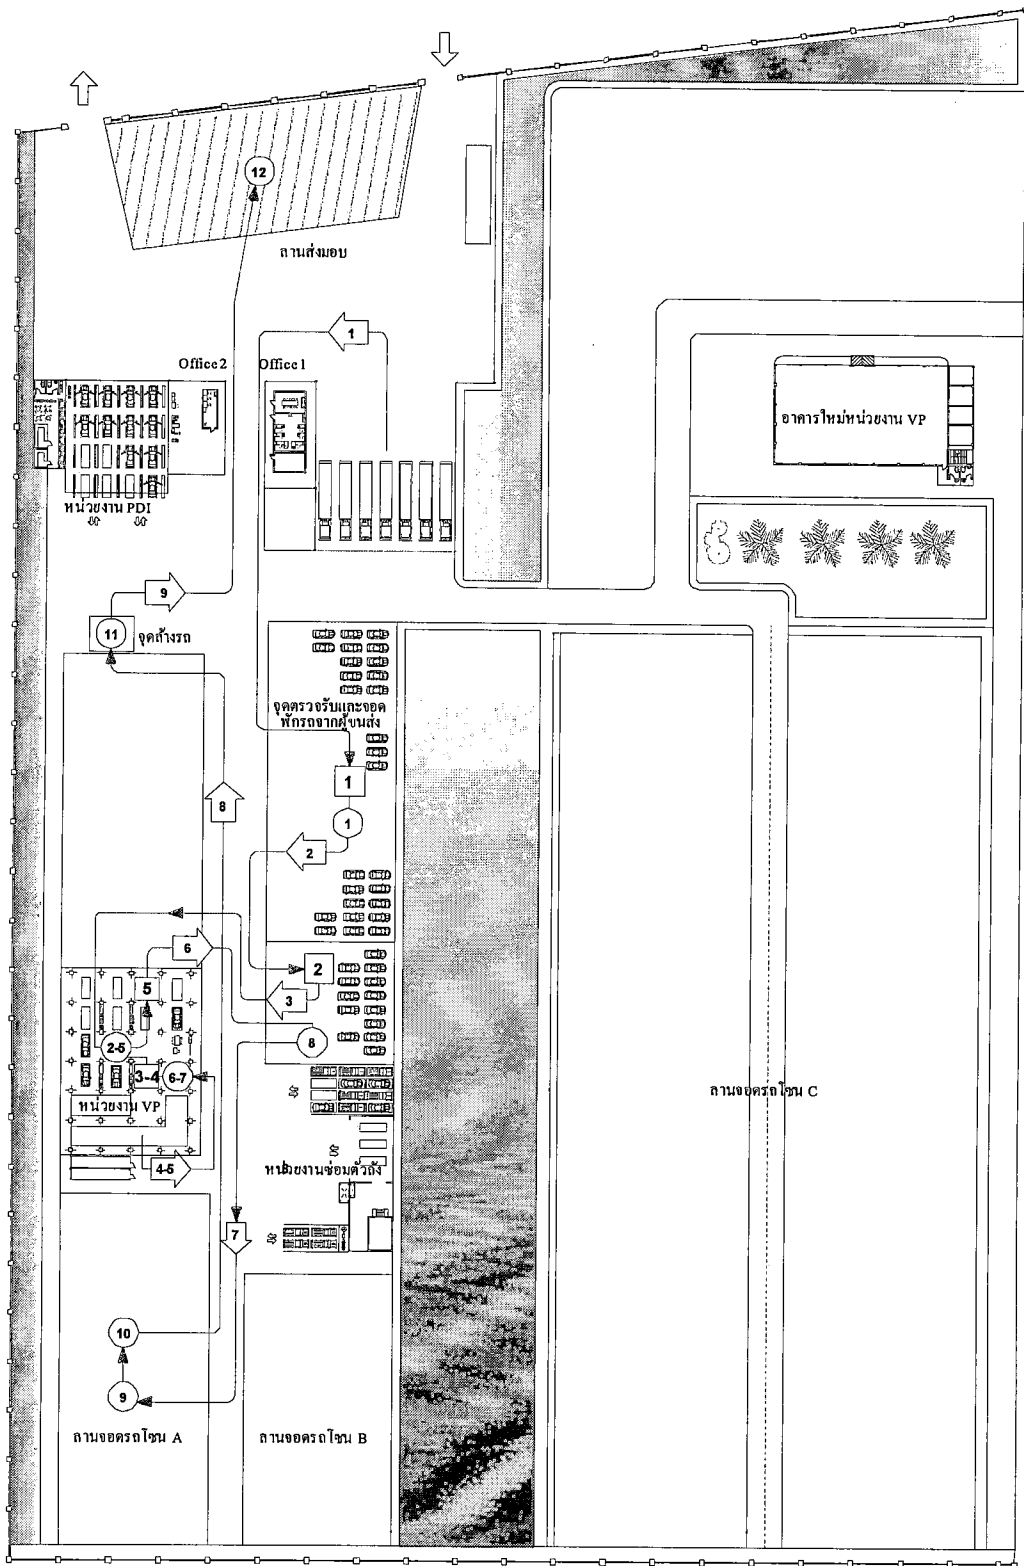 12
ลานส่งมอบ
1
Office 2
Office 1
อาคารใหม่หน่วยงาน VP
หน่วยงาน PDI
9
11
จุดล้างรถ
จุดตรวจรับและจอด
พักรถจากผู้ขนส่ง
1
8
1
2
6
2
5
3
2-5
8
3-4
6-7
ลานจอดรถโซน C
หน่วยงาน VP
4-5
หน่วยงานซ่อมตัวถัง
7
10
9
ลานจอดรถโซน A
ลานจอดรถโซน B